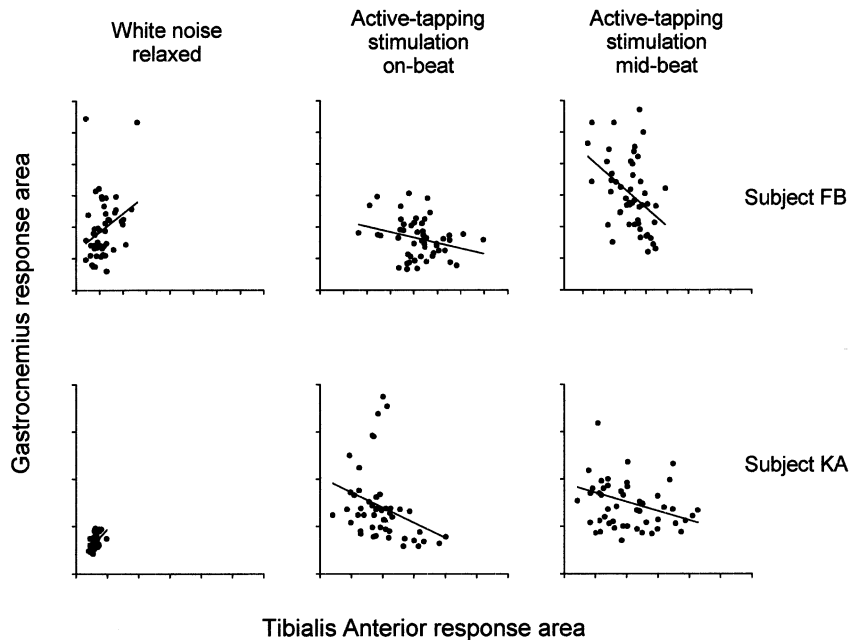 White noise
relaxed
Active-tapping
stimulation
on-beat
Active-tapping
stimulation
mid-beat
Gastrocnemius response area
Subject FB
Subject KA
Tibialis Anterior response area